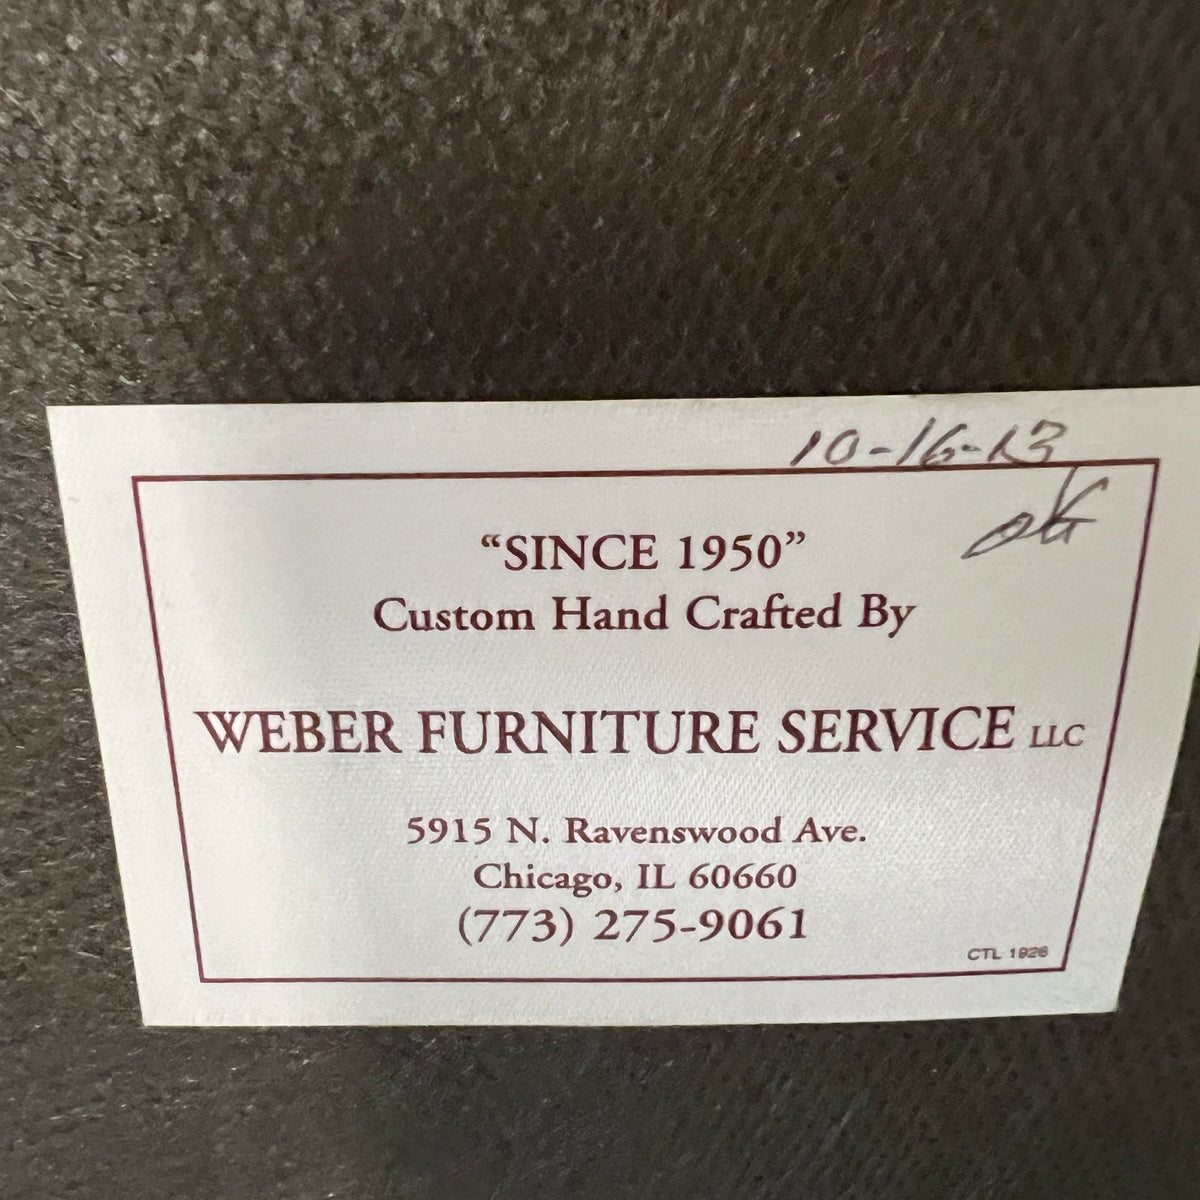 10-16-13
"SINCE 1950"
Custom Hand Crafted By
WEBER FURNITURE SERVICE LLC
5915 N. Ravenswood Ave.
Chicago, IL 60660
(773) 275-9061
CTL 1926